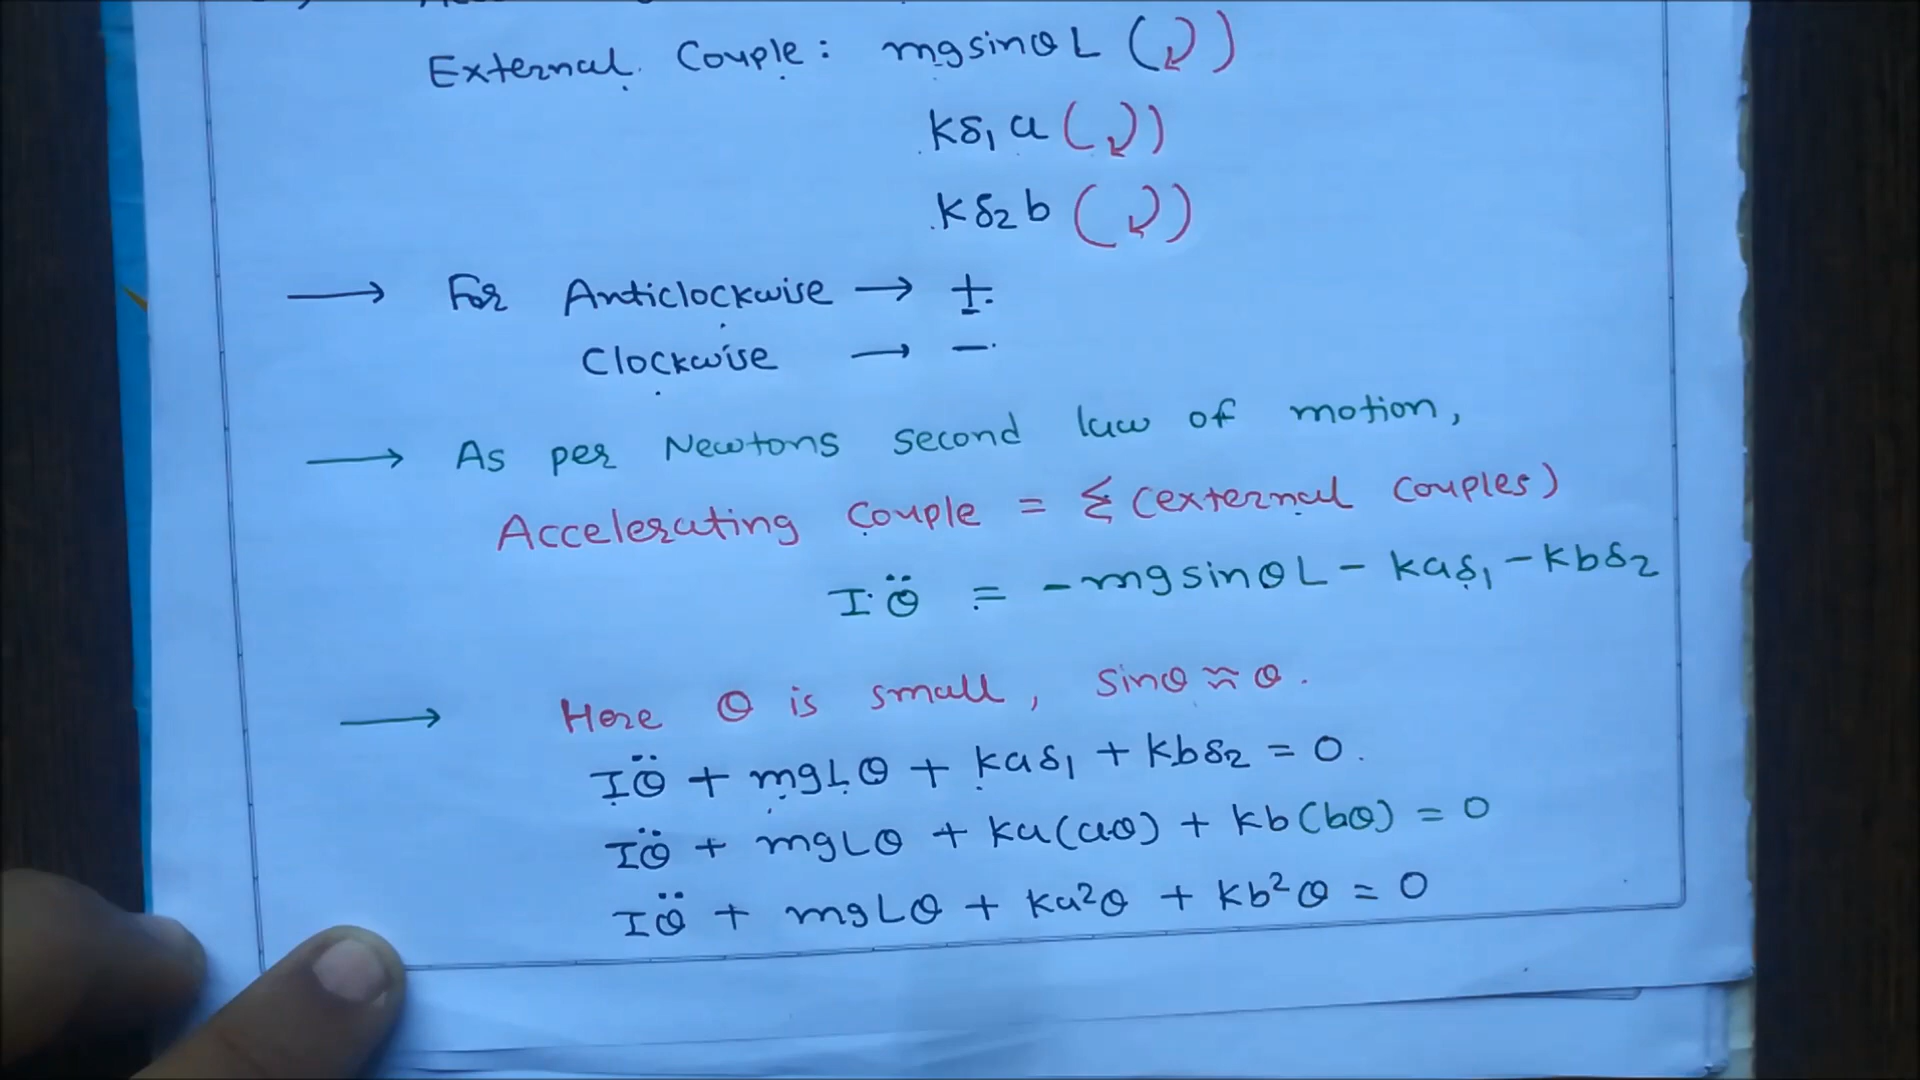 External Couple: mgsinθL (↻)
kδ₁a (↻)
kδ₂b (↻)
→ For Anticlockwise → +
Clockwise → −
→ As per Newtons second law of motion,
Accelerating couple = Σ(external couples)
Iθ̈ = −mgsinθL − kaδ₁ − kbδ₂
→ Here θ is small, sinθ ≈ θ.
Iθ̈ + mgLθ + kaδ₁ + kbδ₂ = 0.
Iθ̈ + mgLθ + ka(aθ) + kb(bθ) = 0
Iθ̈ + mgLθ + ka²θ + kb²θ = 0